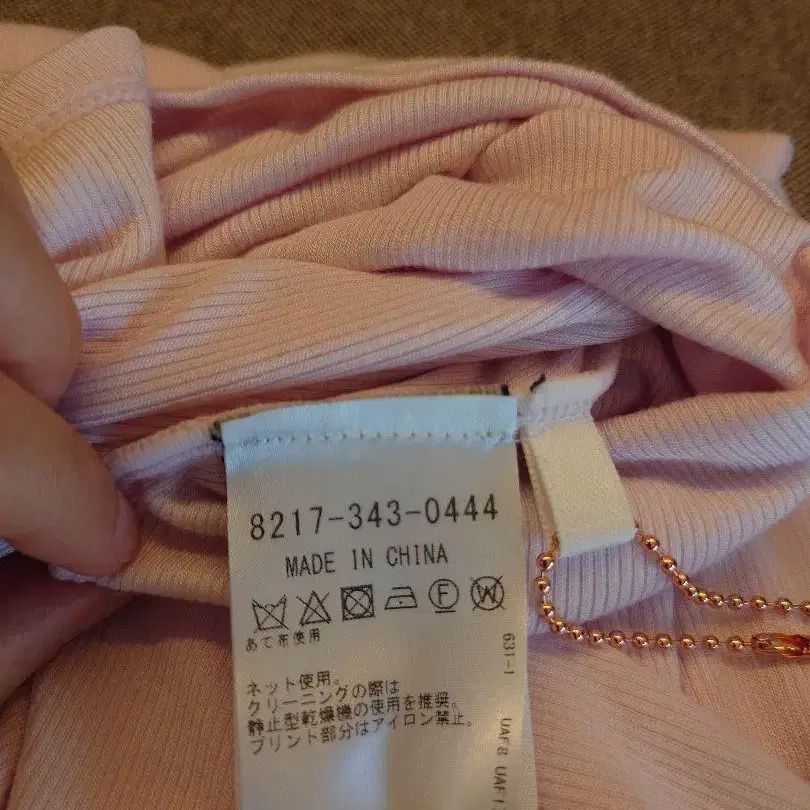 8217-343-0444
MADE IN CHINA
F W
あて布使用
ネット使用。
クリーニングの際は
静止型乾燥機の使用を推奨。
プリント部分はアイロン禁止。
631-1
UAF8 UAF